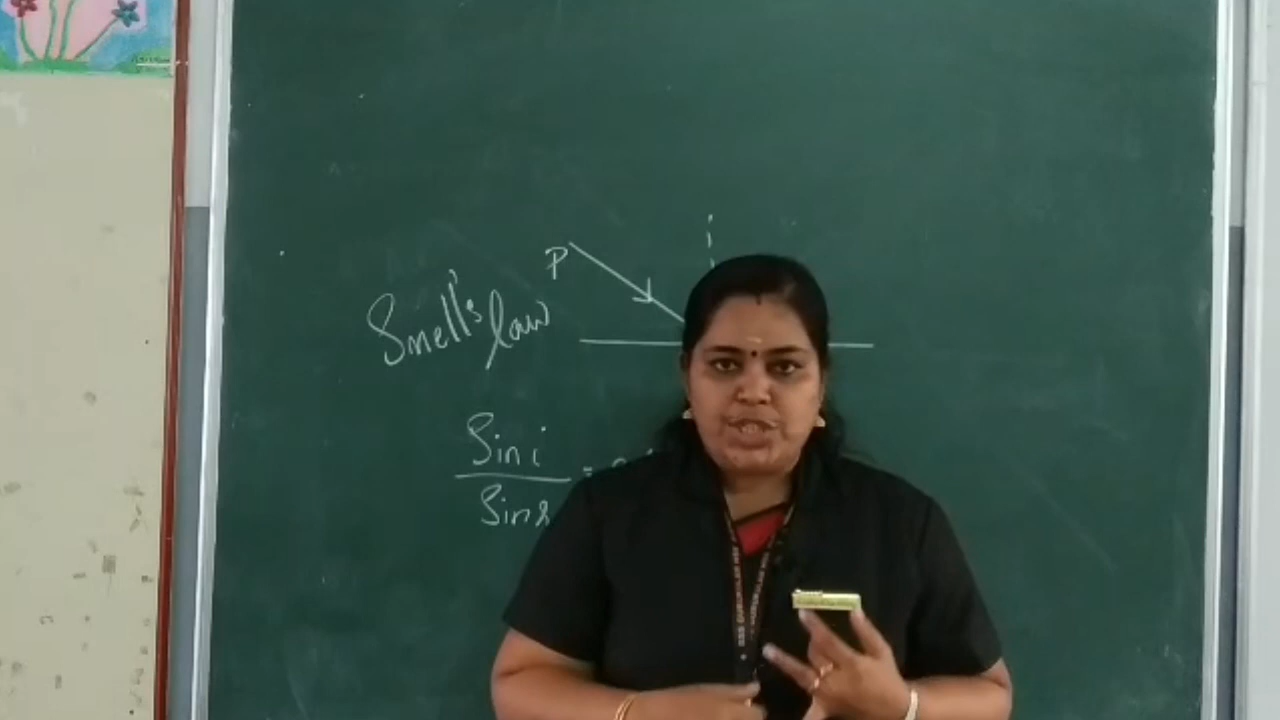 P
Snell's law
Sin i
Sin r
=